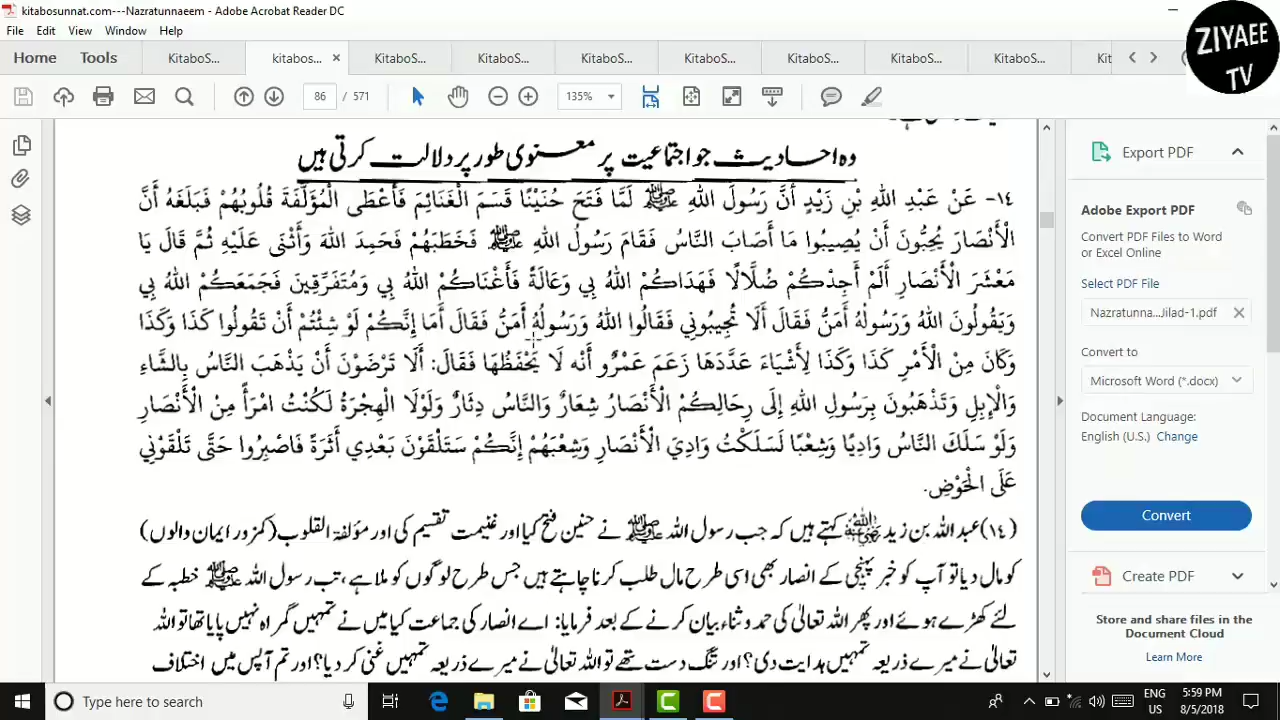 kitabosunnat.com---Nazratunnaeem - Adobe Acrobat Reader DC
File Edit View Window Help
Home Tools KitaboS... kitabos... × KitaboS... KitaboS... KitaboS... KitaboS... KitaboS... KitaboS... KitaboS... Kit
ZIYAEE
TV
86 / 571 135%
وہ احادیث جو اجتماعیت پر معنوی طور پر دلالت کرتی ہیں
١٤- عَنْ عَبْدِ اللهِ بْنِ زَيْدٍ أَنَّ رَسُولَ اللهِ ﷺ لَمَّا فَتَحَ حُنَيْنًا قَسَمَ الْغَنَائِمَ فَأَعْطَى الْمُؤَلَّفَةَ قُلُوبُهُمْ فَبَلَغَهُ أَنَّ
الْأَنْصَارَ يُحِبُّونَ أَنْ يُصِيبُوا مَا أَصَابَ النَّاسُ فَقَامَ رَسُولُ اللهِ ﷺ فَخَطَبَهُمْ فَحَمِدَ اللهَ وَأَثْنَى عَلَيْهِ ثُمَّ قَالَ يَا
مَعْشَرَ الْأَنْصَارِ أَلَمْ أَجِدْكُمْ ضُلَّالًا فَهَدَاكُمْ اللهُ بِي وَعَالَةً فَأَغْنَاكُمْ اللهُ بِي وَمُتَفَرِّقِينَ فَجَمَعَكُمْ اللهُ بِي
وَيَقُولُونَ اللهُ وَرَسُولُهُ أَمَنُّ فَقَالَ أَلَا تُجِيبُونِي فَقَالُوا اللهُ وَرَسُولُهُ أَمَنُّ فَقَالَ أَمَا إِنَّكُمْ لَوْ شِئْتُمْ أَنْ تَقُولُوا كَذَا وَكَذَا
وَكَانَ مِنْ الْأَمْرِ كَذَا وَكَذَا لِأَشْيَاءَ عَدَّدَهَا زَعَمَ عَمْرٌو أَنْه لَا يَحْفَظُهَا فَقَالَ: أَلَا تَرْضَوْنَ أَنْ يَذْهَبَ النَّاسُ بِالشَّاءِ
وَالْإِبِلِ وَتَذْهَبُونَ بِرَسُولِ اللهِ إِلَى رِحَالِكُمْ الْأَنْصَارُ شِعَارٌ وَالنَّاسُ دِثَارٌ وَلَوْلَا الْهِجْرَةُ لَكُنْتُ امْرَأً مِنْ الْأَنْصَارِ
وَلَوْ سَلَكَ النَّاسُ وَادِيًا وَشِعْبًا لَسَلَكْتُ وَادِيَ الْأَنْصَارِ وَشِعْبَهُمْ إِنَّكُمْ سَتَلْقَوْنَ بَعْدِي أَثَرَةً فَاصْبِرُوا حَتَّى تَلْقَوْنِي
عَلَى الْحَوْضِ.
(۱۴) عبداللہ بن زید رضی اللہ عنہ کہتے ہیں کہ جب رسول اللہ ﷺ نے حنین فتح کیا اور غنیمت تقسیم کی اور مؤلفۃ القلوب (کمزور ایمان والوں)
کو مال دیا تو آپ کو خبر پہنچی کے انصار بھی اسی طرح مال طلب کرنا چاہتے ہیں جس طرح لوگوں کو ملا ہے، تب رسول اللہ ﷺ خطبہ کے
لئے کھڑے ہوئے اور پھر اللہ تعالیٰ کی حمد و ثناء بیان کرنے کے بعد فرمایا: اے انصار کی جماعت کیا میں نے تمہیں گمراہ نہیں پایا تھا تو اللہ
تعالیٰ نے میرے ذریعہ تمہیں ہدایت دی؟ اور تنگ دست تھے تو اللہ تعالیٰ نے میرے ذریعہ تمہیں غنی کر دیا؟ اور تم آپس میں اختلاف
Export PDF
Adobe Export PDF
Convert PDF Files to Word
or Excel Online
Select PDF File
Nazratunna...Jilad-1.pdf
Convert to
Microsoft Word (*.docx)
Document Language:
English (U.S.) Change
Convert
Create PDF
Store and share files in the
Document Cloud
Learn More
Type here to search
ENG
US
5:59 PM
8/5/2018